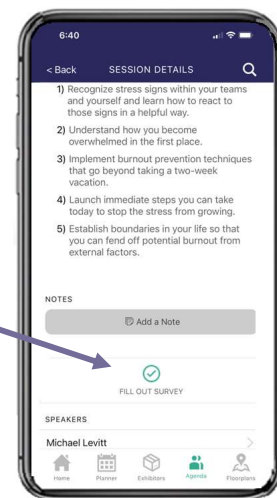 6:40
< Back SESSION DETAILS
1) Recognize stress signs within your teams
and yourself and learn how to react to
those signs in a helpful way.
2) Understand how you become
overwhelmed in the first place.
3) Implement burnout prevention techniques
that go beyond taking a two-week
vacation.
4) Launch immediate steps you can take
today to stop the stress from growing.
5) Establish boundaries in your life so that
you can fend off potential burnout from
external factors.
NOTES
Add a Note
FILL OUT SURVEY
SPEAKERS
Michael Levitt
Home Planner Exhibitors Agenda Floorplans